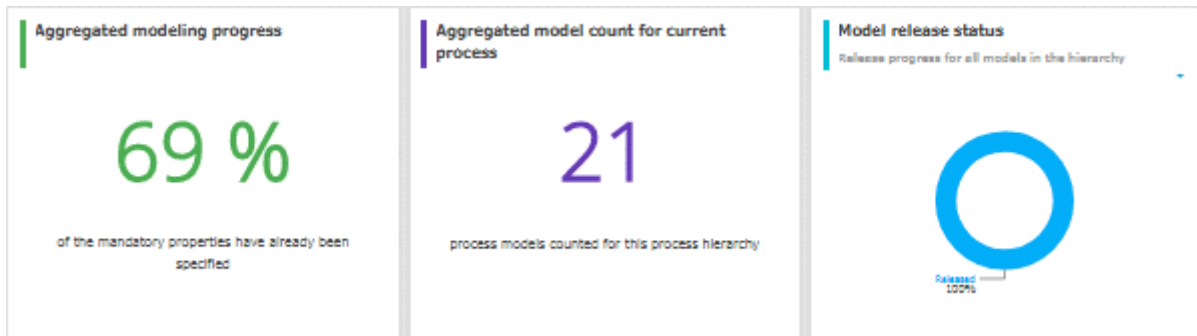 Aggregated modeling progress
69 %
of the mandatory properties have already been
specified
Aggregated model count for current
process
21
process models counted for this process hierarchy
Model release status
Release progress for all models in the hierarchy
Released
100%